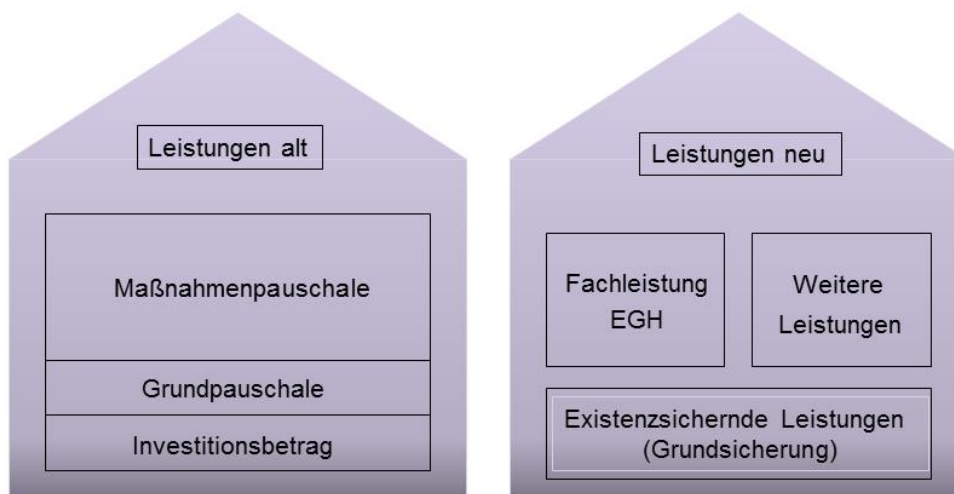 Leistungen alt
Maßnahmenpauschale
Grundpauschale
Investitionsbetrag
Leistungen neu
Fachleistung
EGH
Weitere
Leistungen
Existenzsichernde Leistungen
(Grundsicherung)